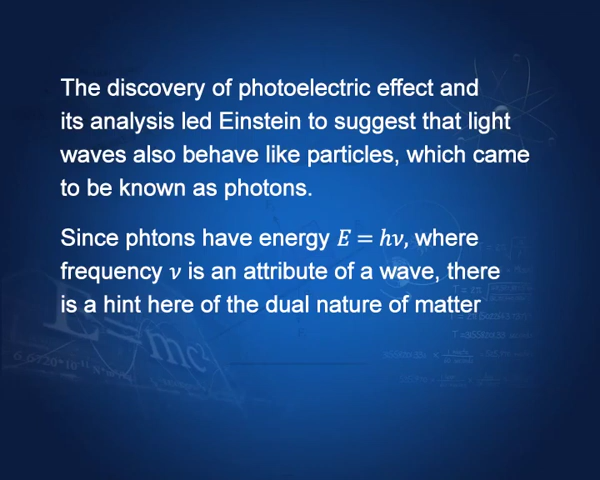 The discovery of photoelectric effect and
its analysis led Einstein to suggest that light
waves also behave like particles, which came
to be known as photons.
Since phtons have energy E = hν, where
frequency ν is an attribute of a wave, there
is a hint here of the dual nature of matter
E=mc²